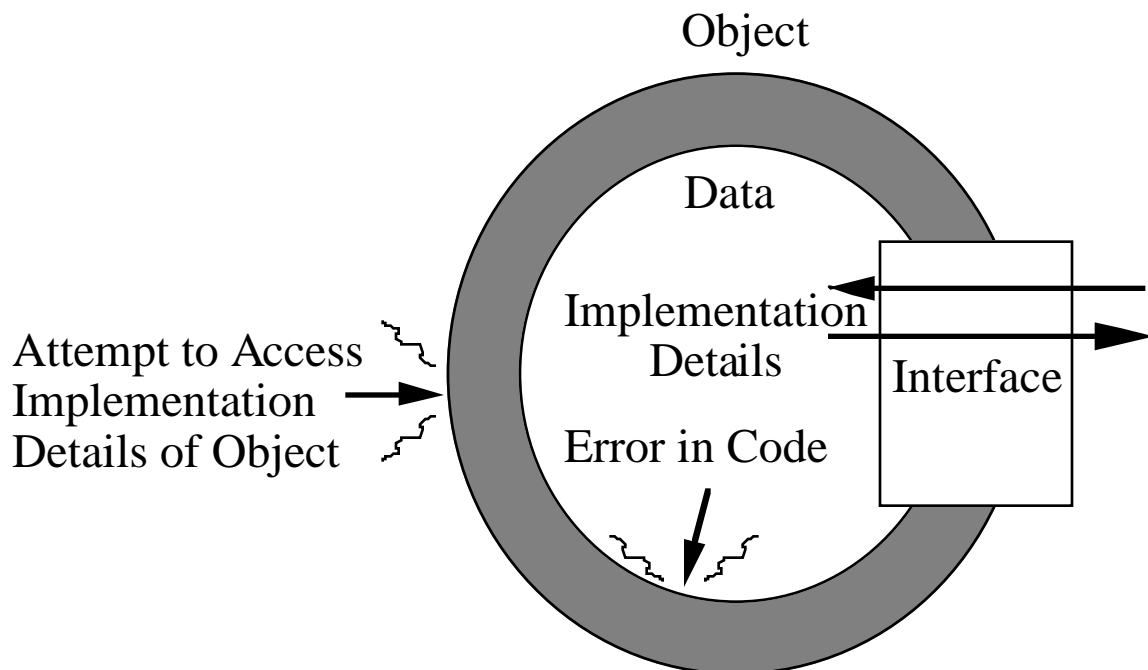 Object
Data
Implementation
Details
Interface
Attempt to Access
Implementation
Details of Object
Error in Code